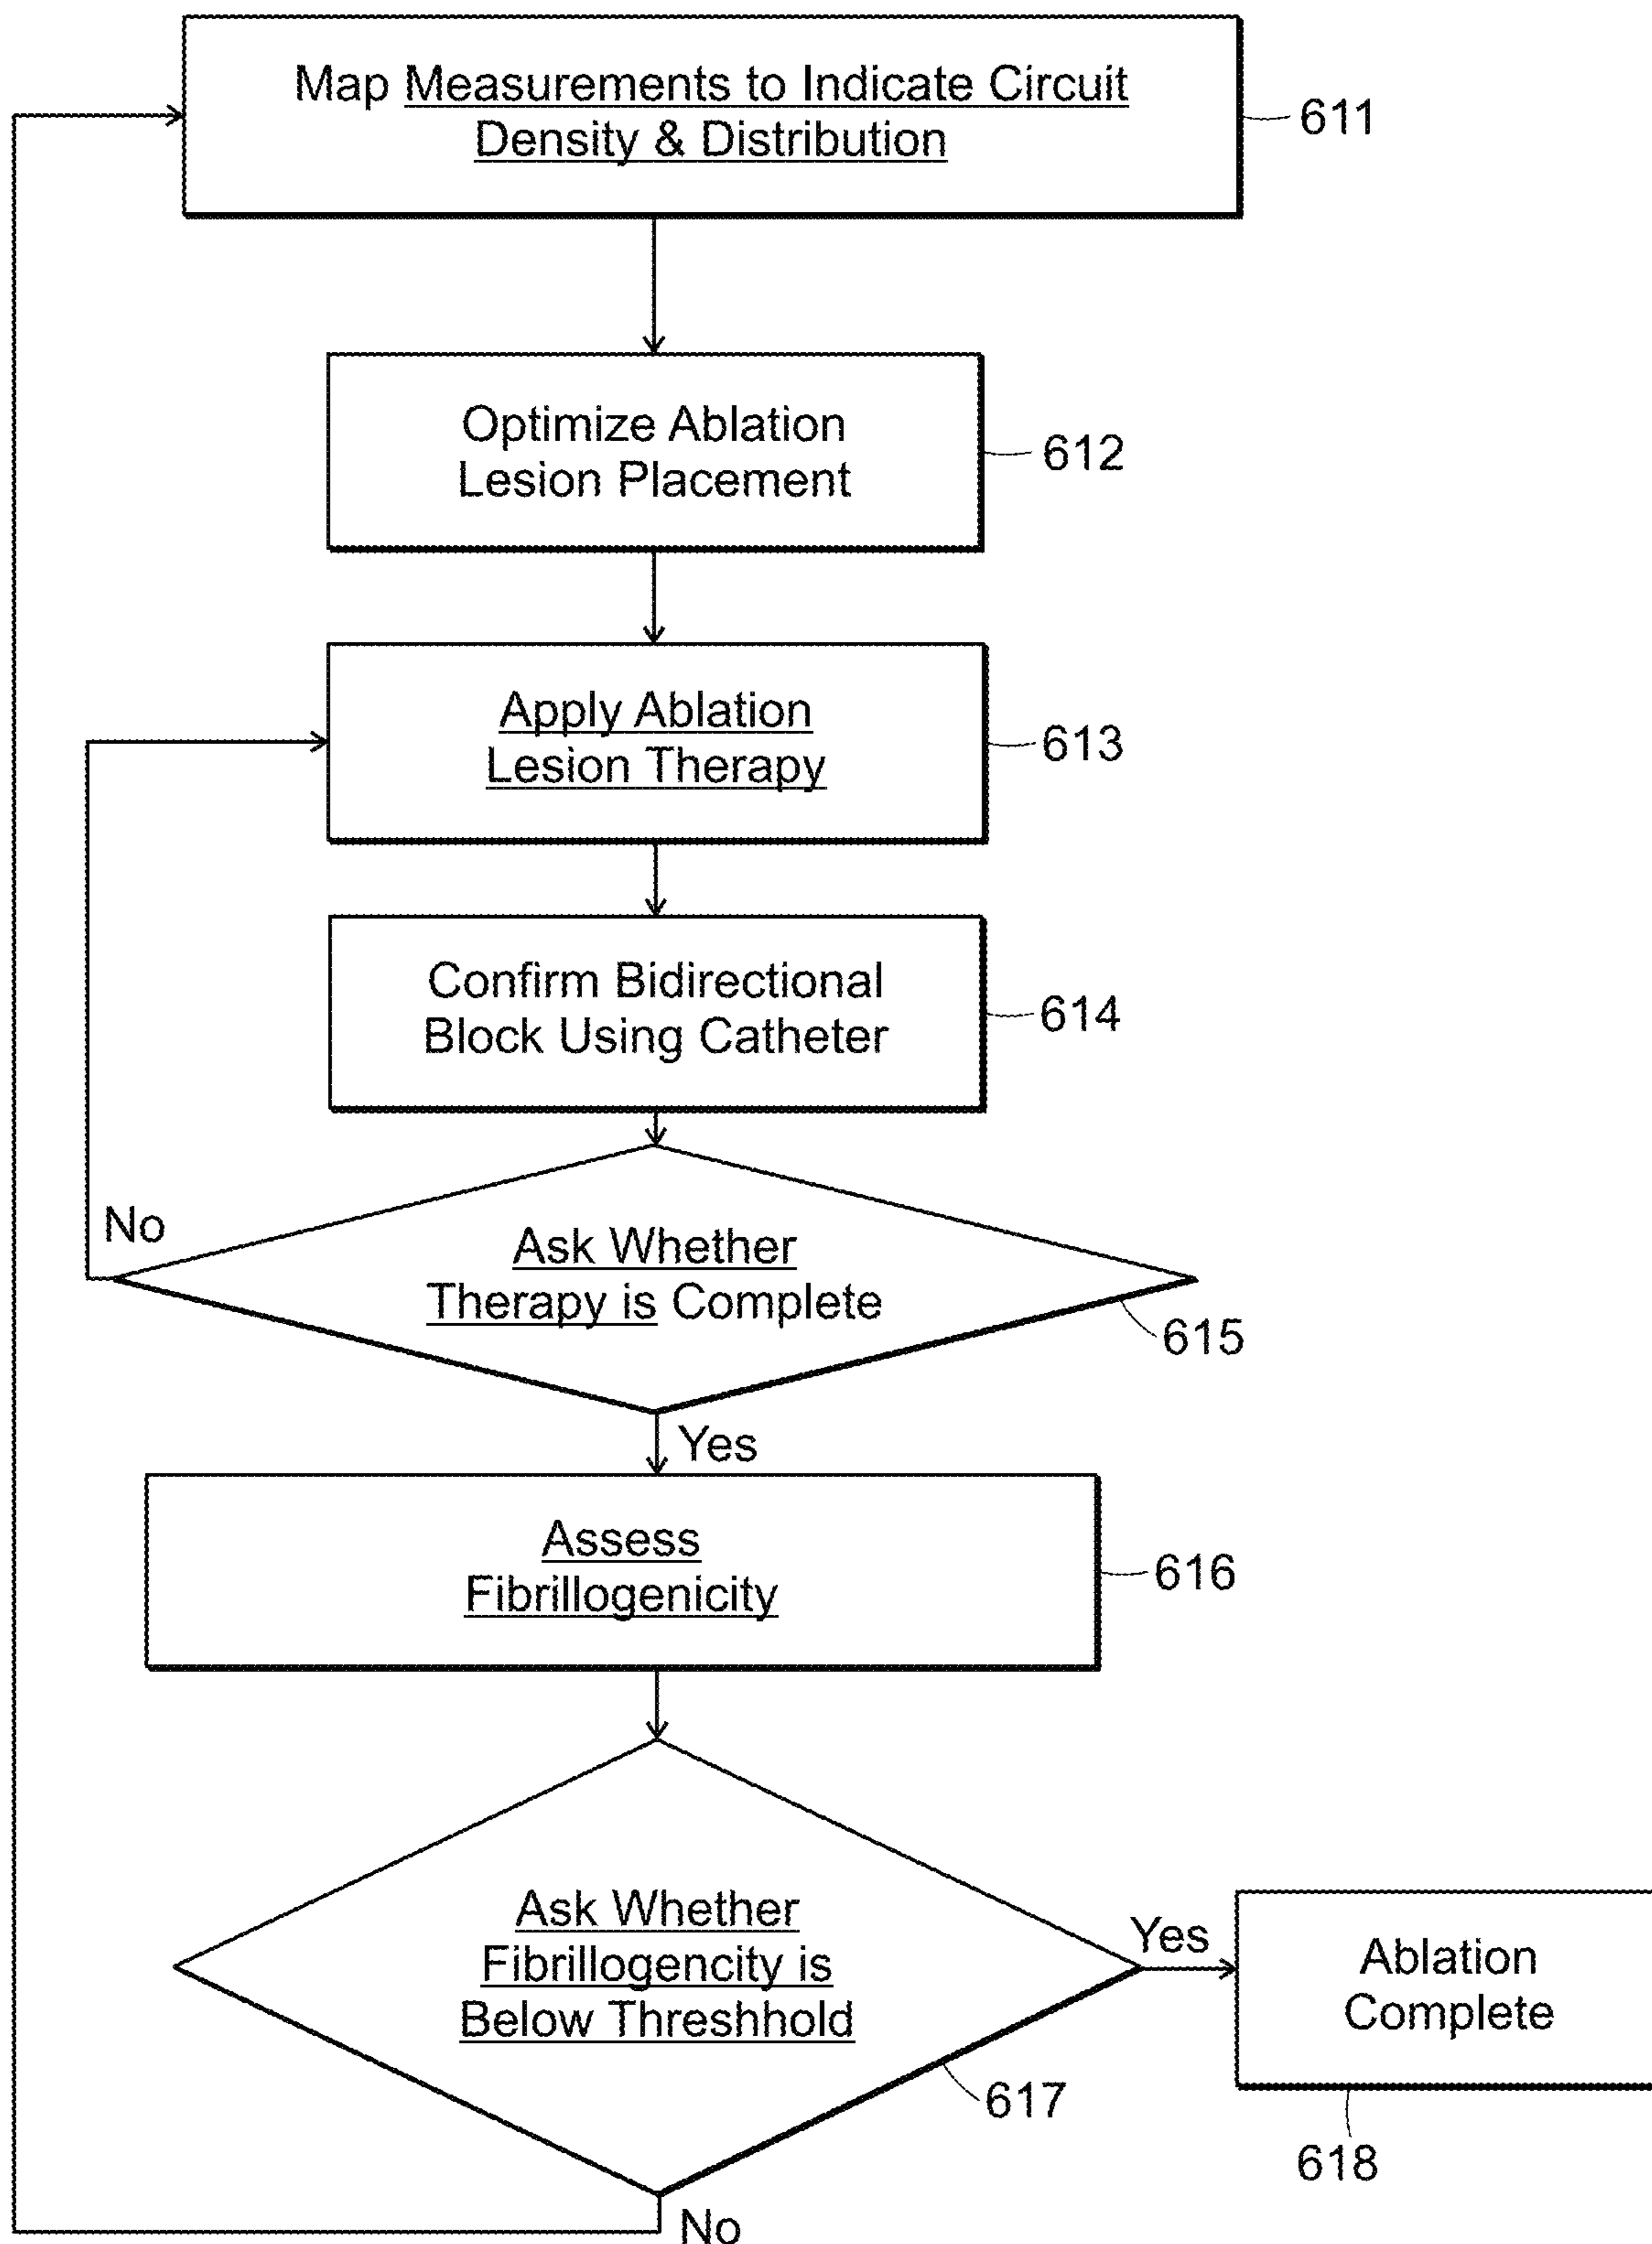 Map Measurements to Indicate Circuit
Density & Distribution
611
Optimize Ablation
Lesion Placement
612
Apply Ablation
Lesion Therapy
613
Confirm Bidirectional
Block Using Catheter
614
No
Ask Whether
Therapy is Complete
615
Yes
Assess
Fibrillogenicity
616
Ask Whether
Fibrillogencity is
Below Threshhold
617
Yes
Ablation
Complete
618
No